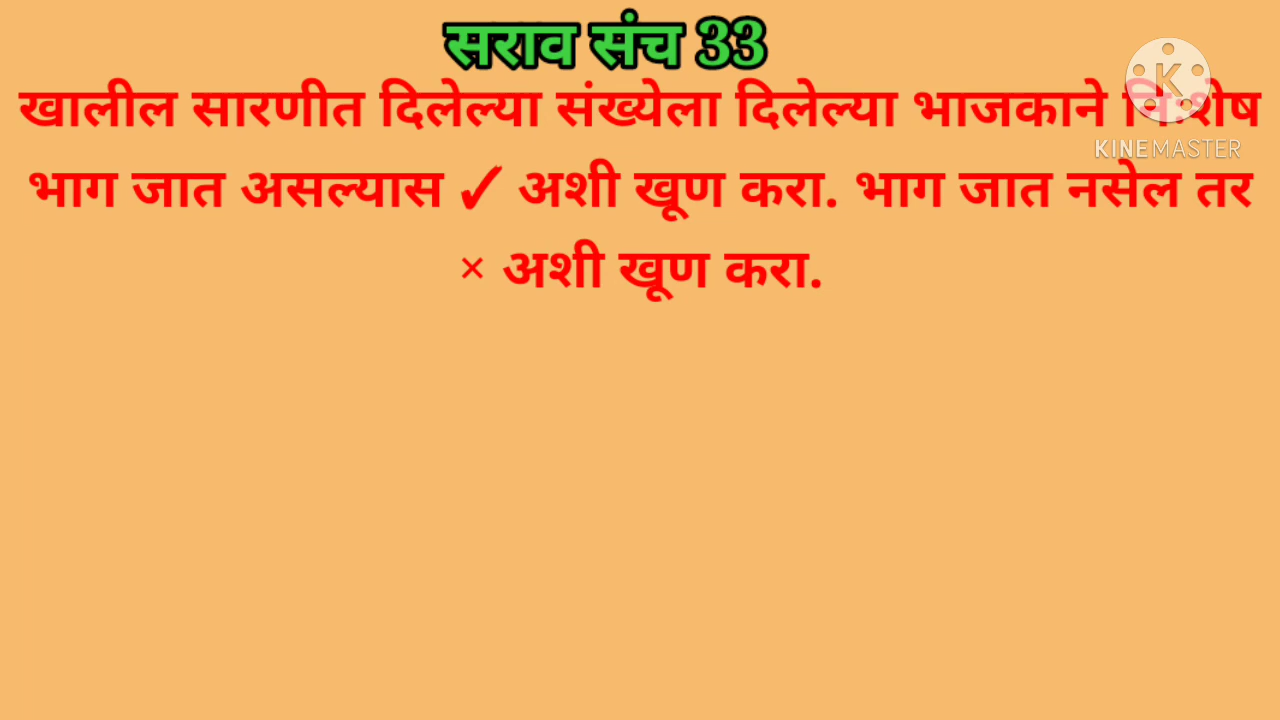 सराव संच 33
खालील सारणीत दिलेल्या संख्येला दिलेल्या भाजकाने नि:शेष
भाग जात असल्यास ✓ अशी खूण करा. भाग जात नसेल तर
× अशी खूण करा.
K
KINEMASTER